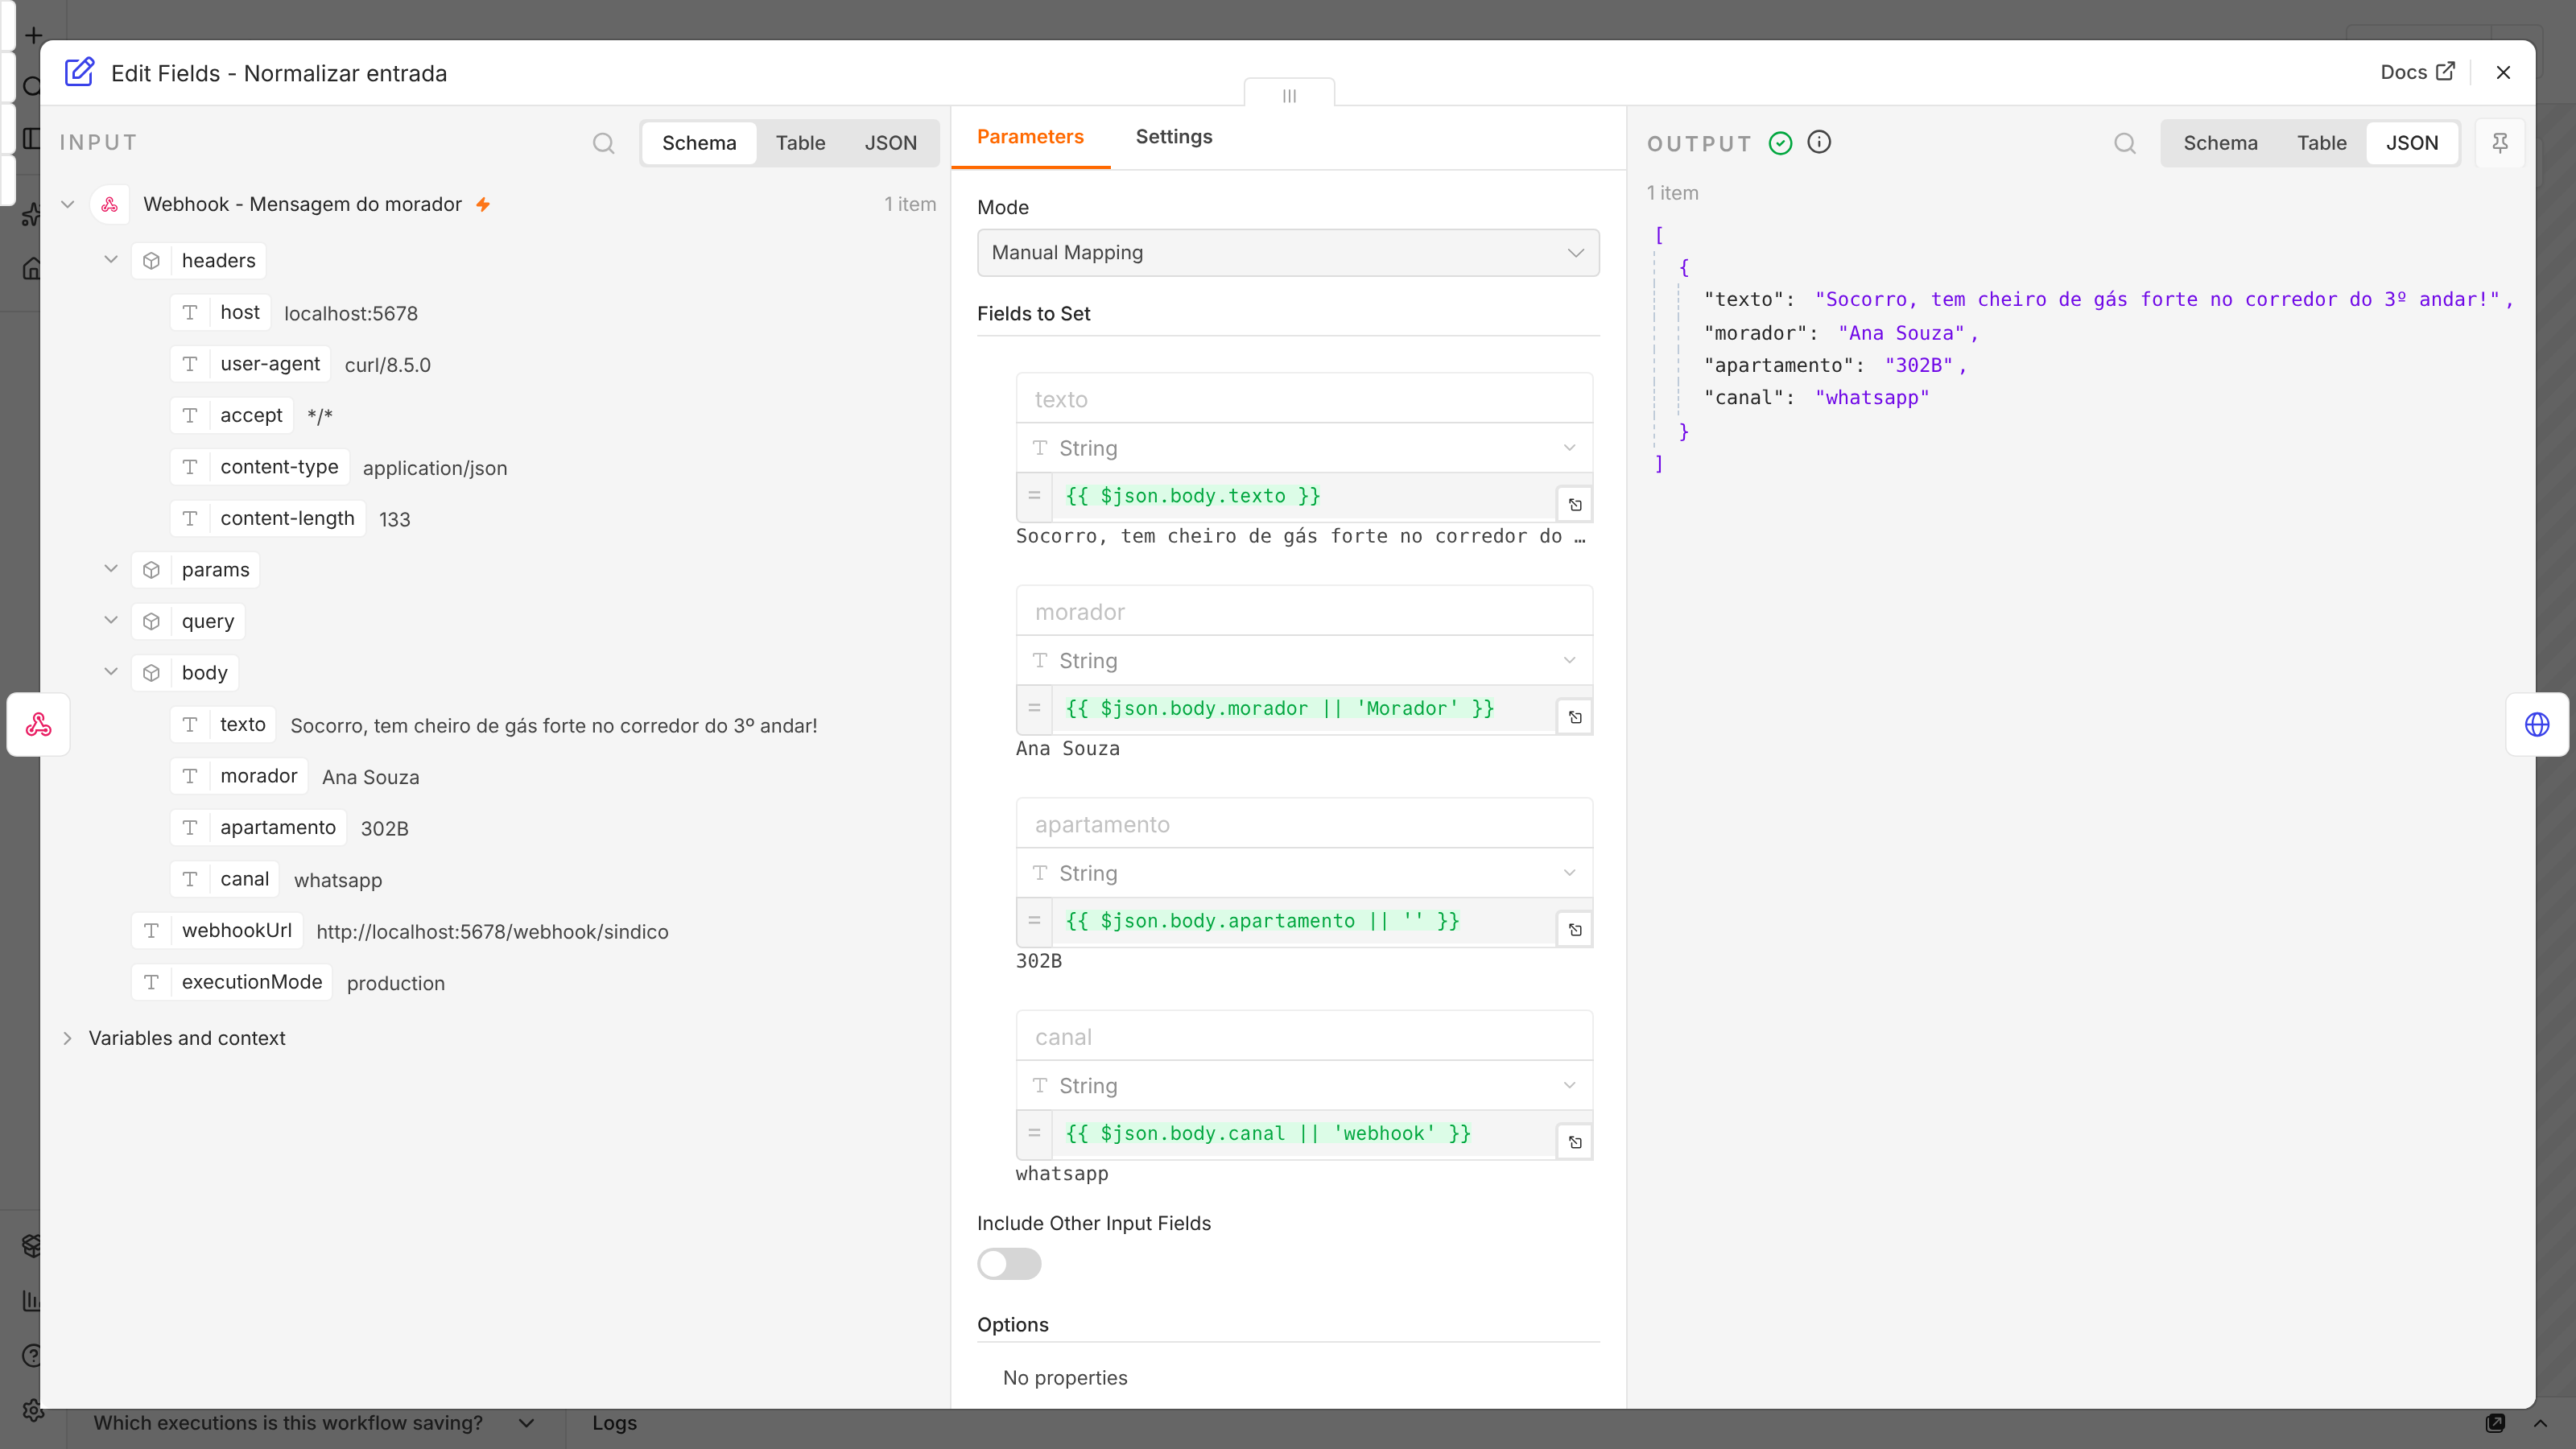 Edit Fields - Normalizar entrada
Docs
INPUT
Schema
Table
JSON
Webhook - Mensagem do morador
1 item
headers
host localhost:5678
user-agent curl/8.5.0
accept */*
content-type application/json
content-length 133
params
query
body
texto Socorro, tem cheiro de gás forte no corredor do 3º andar!
morador Ana Souza
apartamento 302B
canal whatsapp
webhookUrl http://localhost:5678/webhook/sindico
executionMode production
Variables and context
Parameters
Settings
Mode
Manual Mapping
Fields to Set
texto
String
= {{ $json.body.texto }}
Socorro, tem cheiro de gás forte no corredor do …
morador
String
= {{ $json.body.morador || 'Morador' }}
Ana Souza
apartamento
String
= {{ $json.body.apartamento || '' }}
302B
canal
String
= {{ $json.body.canal || 'webhook' }}
whatsapp
Include Other Input Fields
Options
No properties
OUTPUT
Schema
Table
JSON
1 item
[
{
"texto": "Socorro, tem cheiro de gás forte no corredor do 3º andar!",
"morador": "Ana Souza",
"apartamento": "302B",
"canal": "whatsapp"
}
]
Which executions is this workflow saving?
Logs